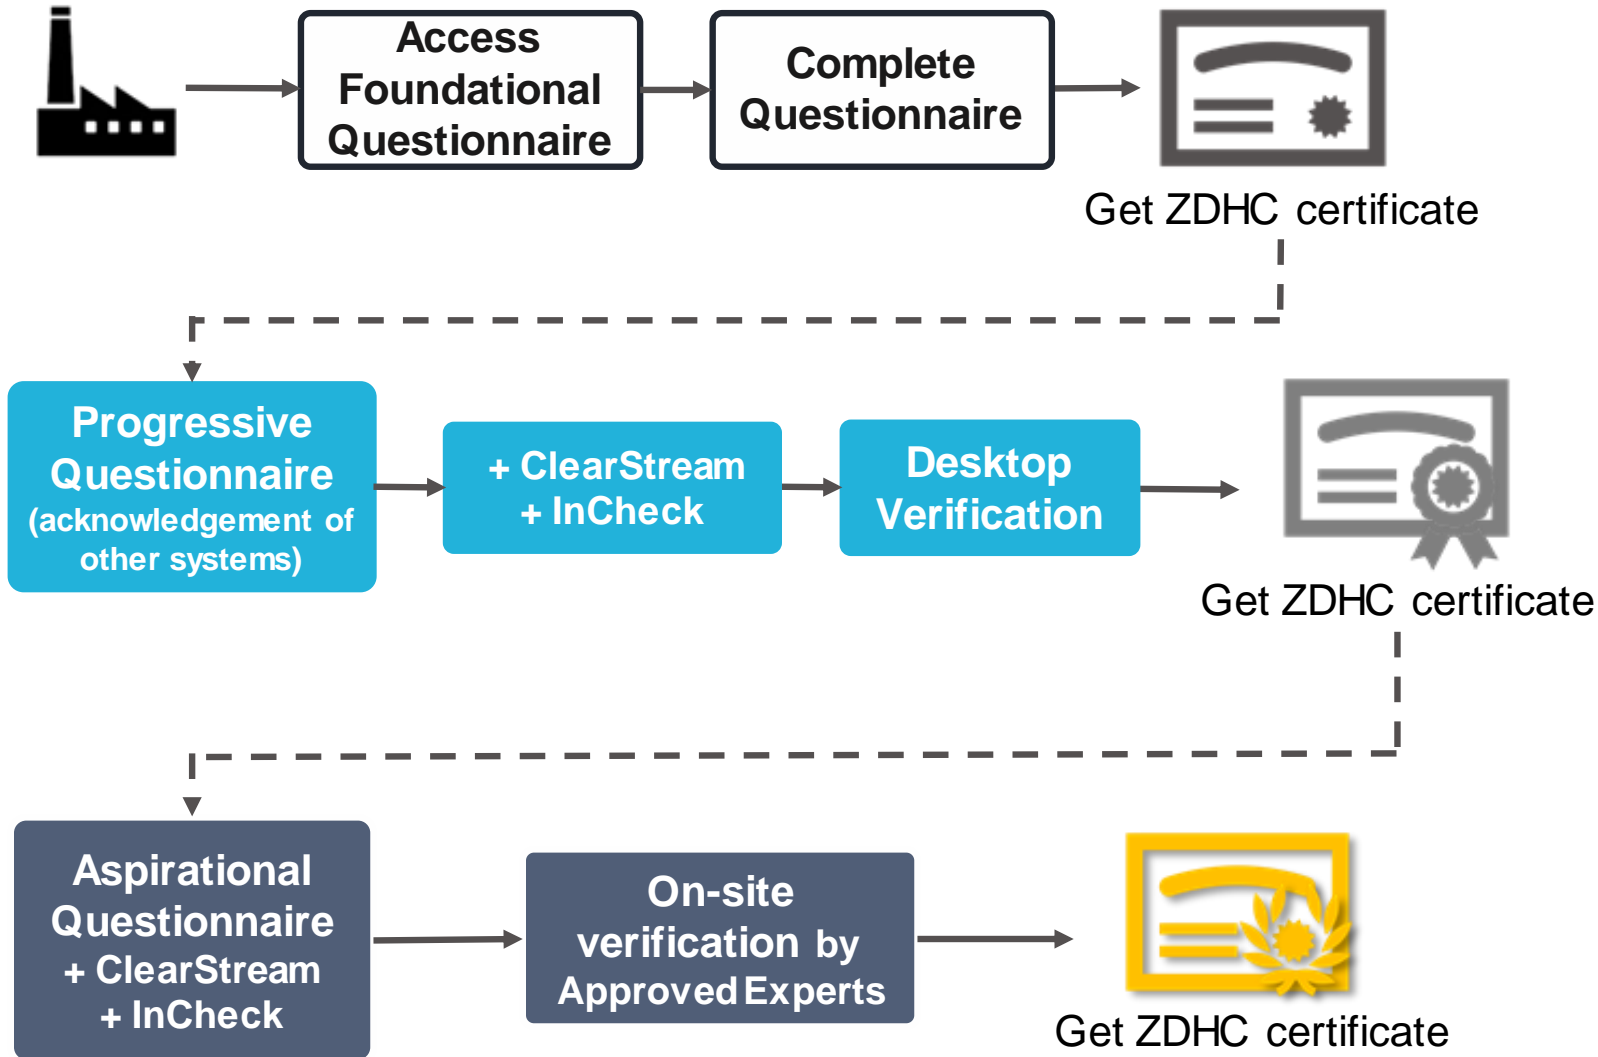 Access
Foundational
Questionnaire
Complete
Questionnaire
Get ZDHC certificate
Progressive
Questionnaire
(acknowledgement of
other systems)
+ ClearStream
+ InCheck
Desktop
Verification
Get ZDHC certificate
Aspirational
Questionnaire
+ ClearStream
+ InCheck
On-site
verification by
Approved Experts
Get ZDHC certificate